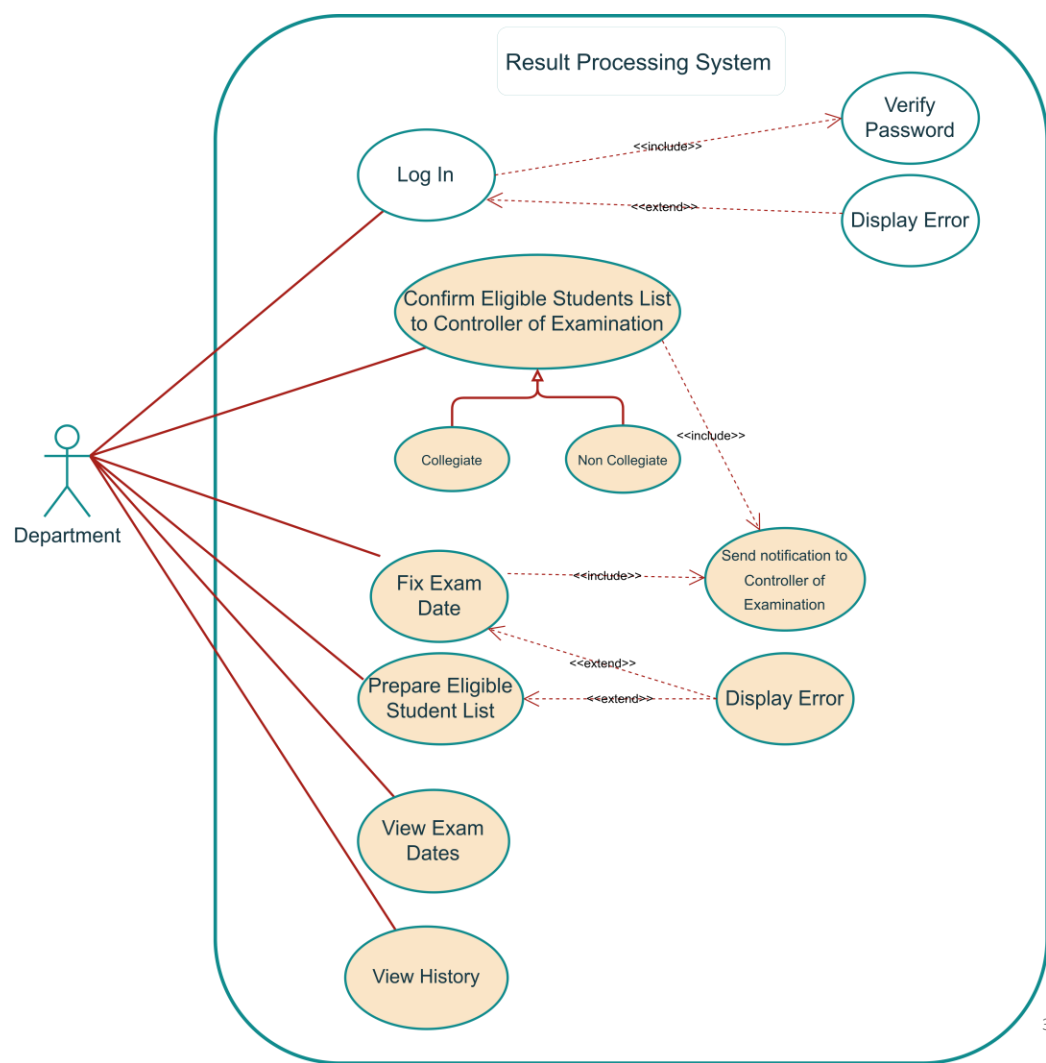 Result Processing System
Verify
Password
<<include>>
Log In
<<extend>>
Display Error
Confirm Eligible Students List
to Controller of Examination
<<include>>
Collegiate
Non Collegiate
Department
Send notification to
Controller of
Examination
<<include>>
Fix Exam
Date
<<extend>>
Prepare Eligible
Student List
<<extend>>
Display Error
View Exam
Dates
View History